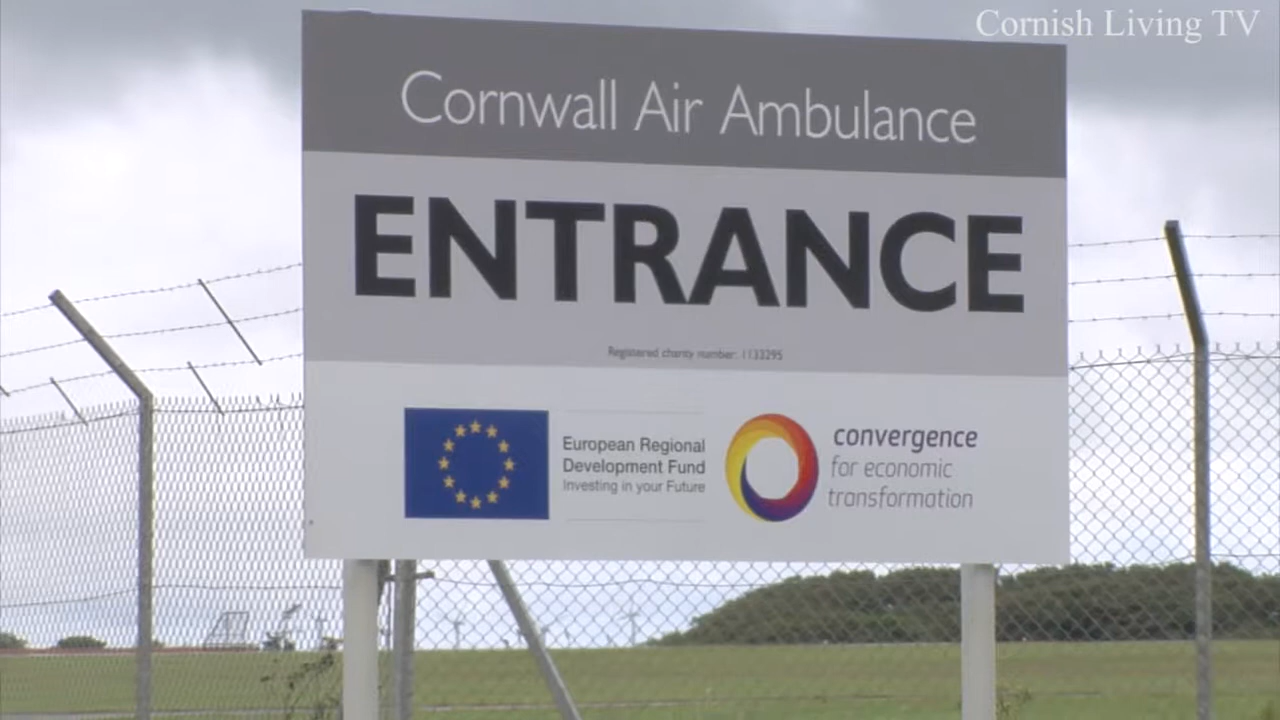 Cornish Living TV
Cornwall Air Ambulance
ENTRANCE
Registered charity number: 1133295
European Regional
Development Fund
Investing in your Future
convergence
for economic
transformation